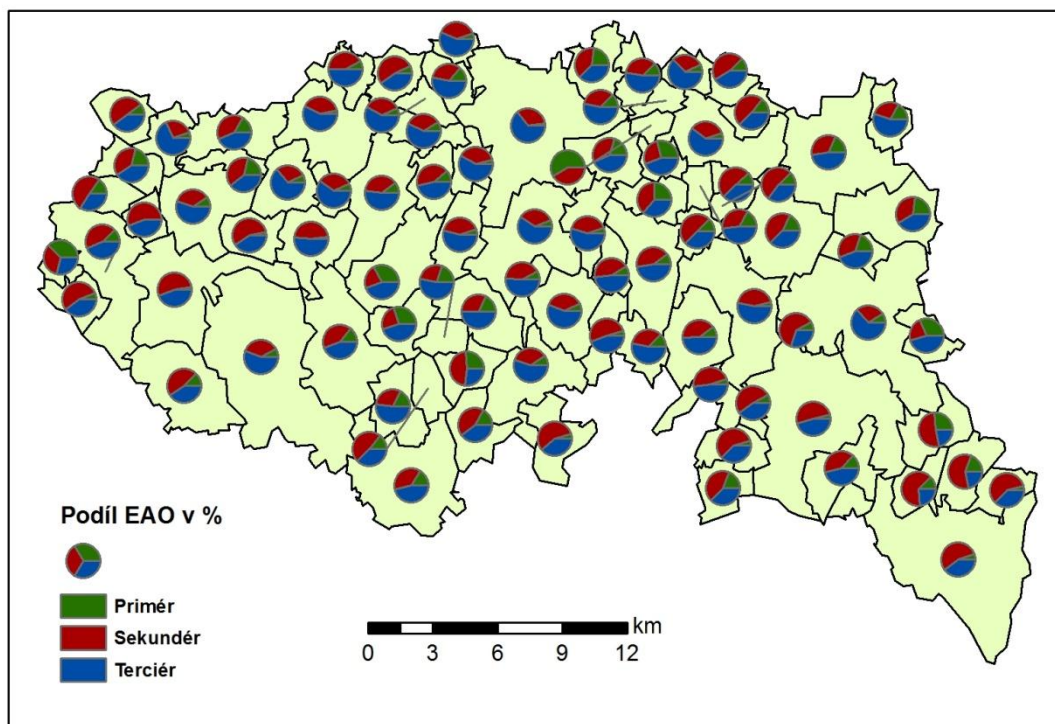 Podíl EAO v %
Primér
Sekundér
Terciér
km
0 3 6 9 12